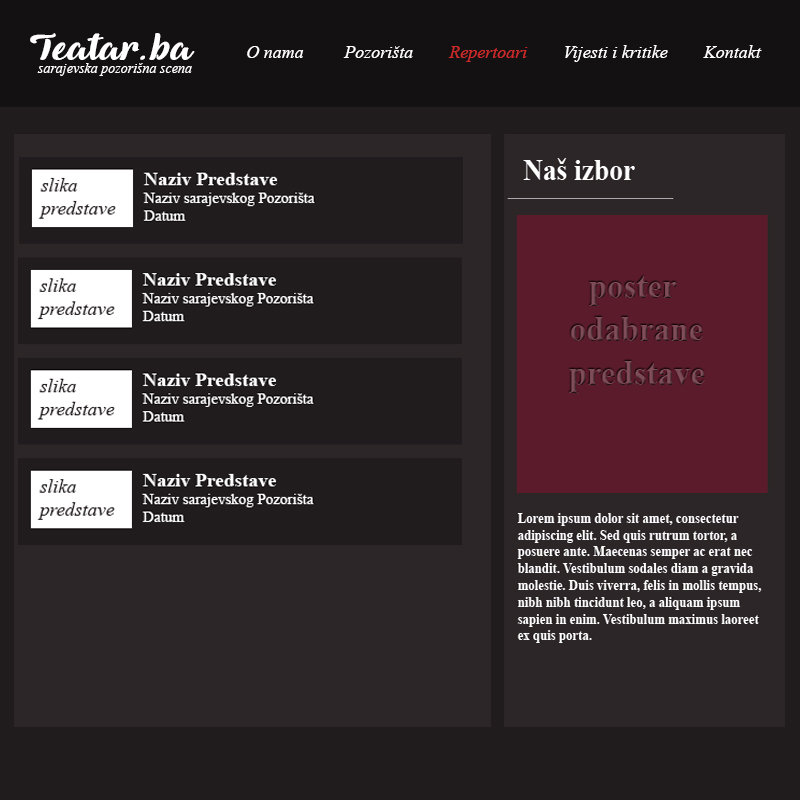 Teatar.ba
sarajevska pozorišna scena
O nama
Pozorišta
Repertoari
Vijesti i kritike
Kontakt
slika
predstave
Naziv Predstave
Naziv sarajevskog Pozorišta
Datum
slika
predstave
Naziv Predstave
Naziv sarajevskog Pozorišta
Datum
slika
predstave
Naziv Predstave
Naziv sarajevskog Pozorišta
Datum
slika
predstave
Naziv Predstave
Naziv sarajevskog Pozorišta
Datum
Naš izbor
poster
odabrane
predstave
Lorem ipsum dolor sit amet, consectetur
adipiscing elit. Sed quis rutrum tortor, a
posuere ante. Maecenas semper ac erat nec
blandit. Vestibulum sodales diam a gravida
molestie. Duis viverra, felis in mollis tempus,
nibh nibh tincidunt leo, a aliquam ipsum
sapien in enim. Vestibulum maximus laoreet
ex quis porta.